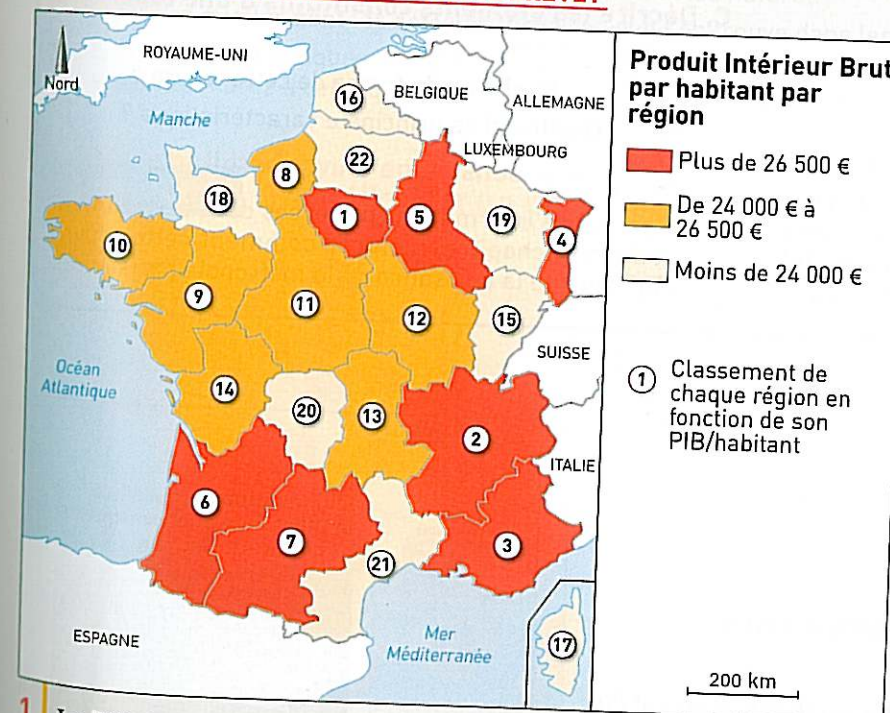 Nord
ROYAUME-UNI
Manche
BELGIQUE
ALLEMAGNE
LUXEMBOURG
16
22
8
18
1
5
19
4
10
9
11
12
15
SUISSE
Océan
Atlantique
14
20
13
2
ITALIE
6
7
3
21
ESPAGNE
Mer
Méditerranée
17
Produit Intérieur Brut
par habitant par
région
Plus de 26 500 €
De 24 000 € à
26 500 €
Moins de 24 000 €
1 Classement de
chaque région en
fonction de son
PIB/habitant
200 km
1